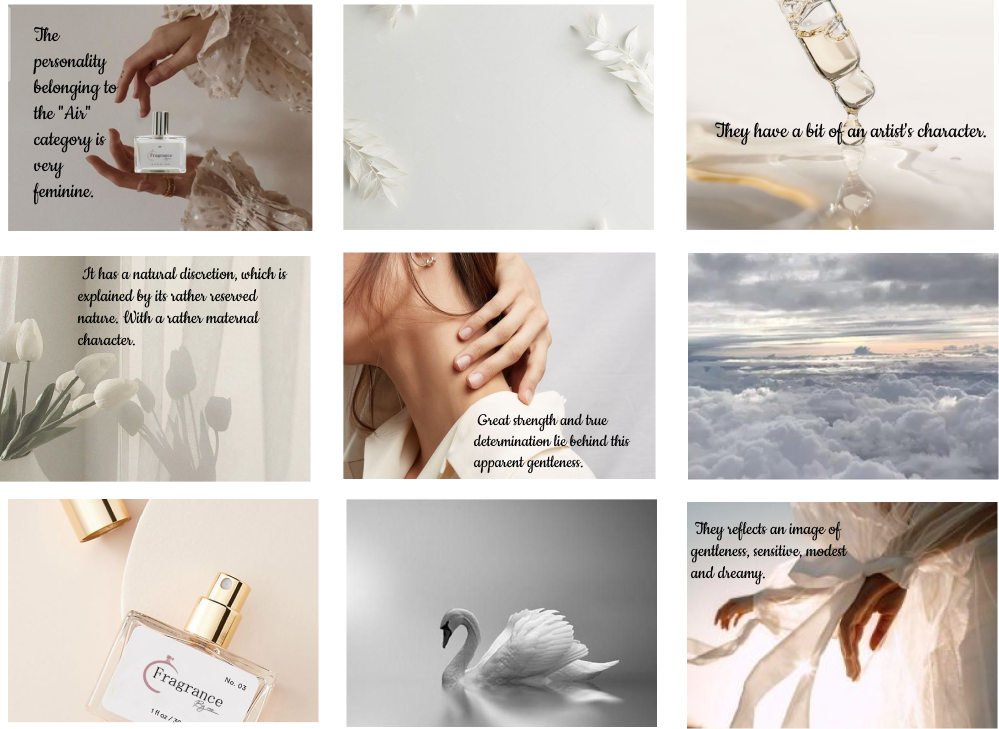 The
personality
belonging to
the "Air"
category is
very
feminine.
Fragrance
They have a bit of an artist's character.
It has a natural discretion, which is
explained by its rather reserved
nature. With a rather maternal
character.
Great strength and true
determination lie behind this
apparent gentleness.
No. 03
Fragrance
1 fl oz / 30
They reflects an image of
gentleness, sensitive, modest
and dreamy.